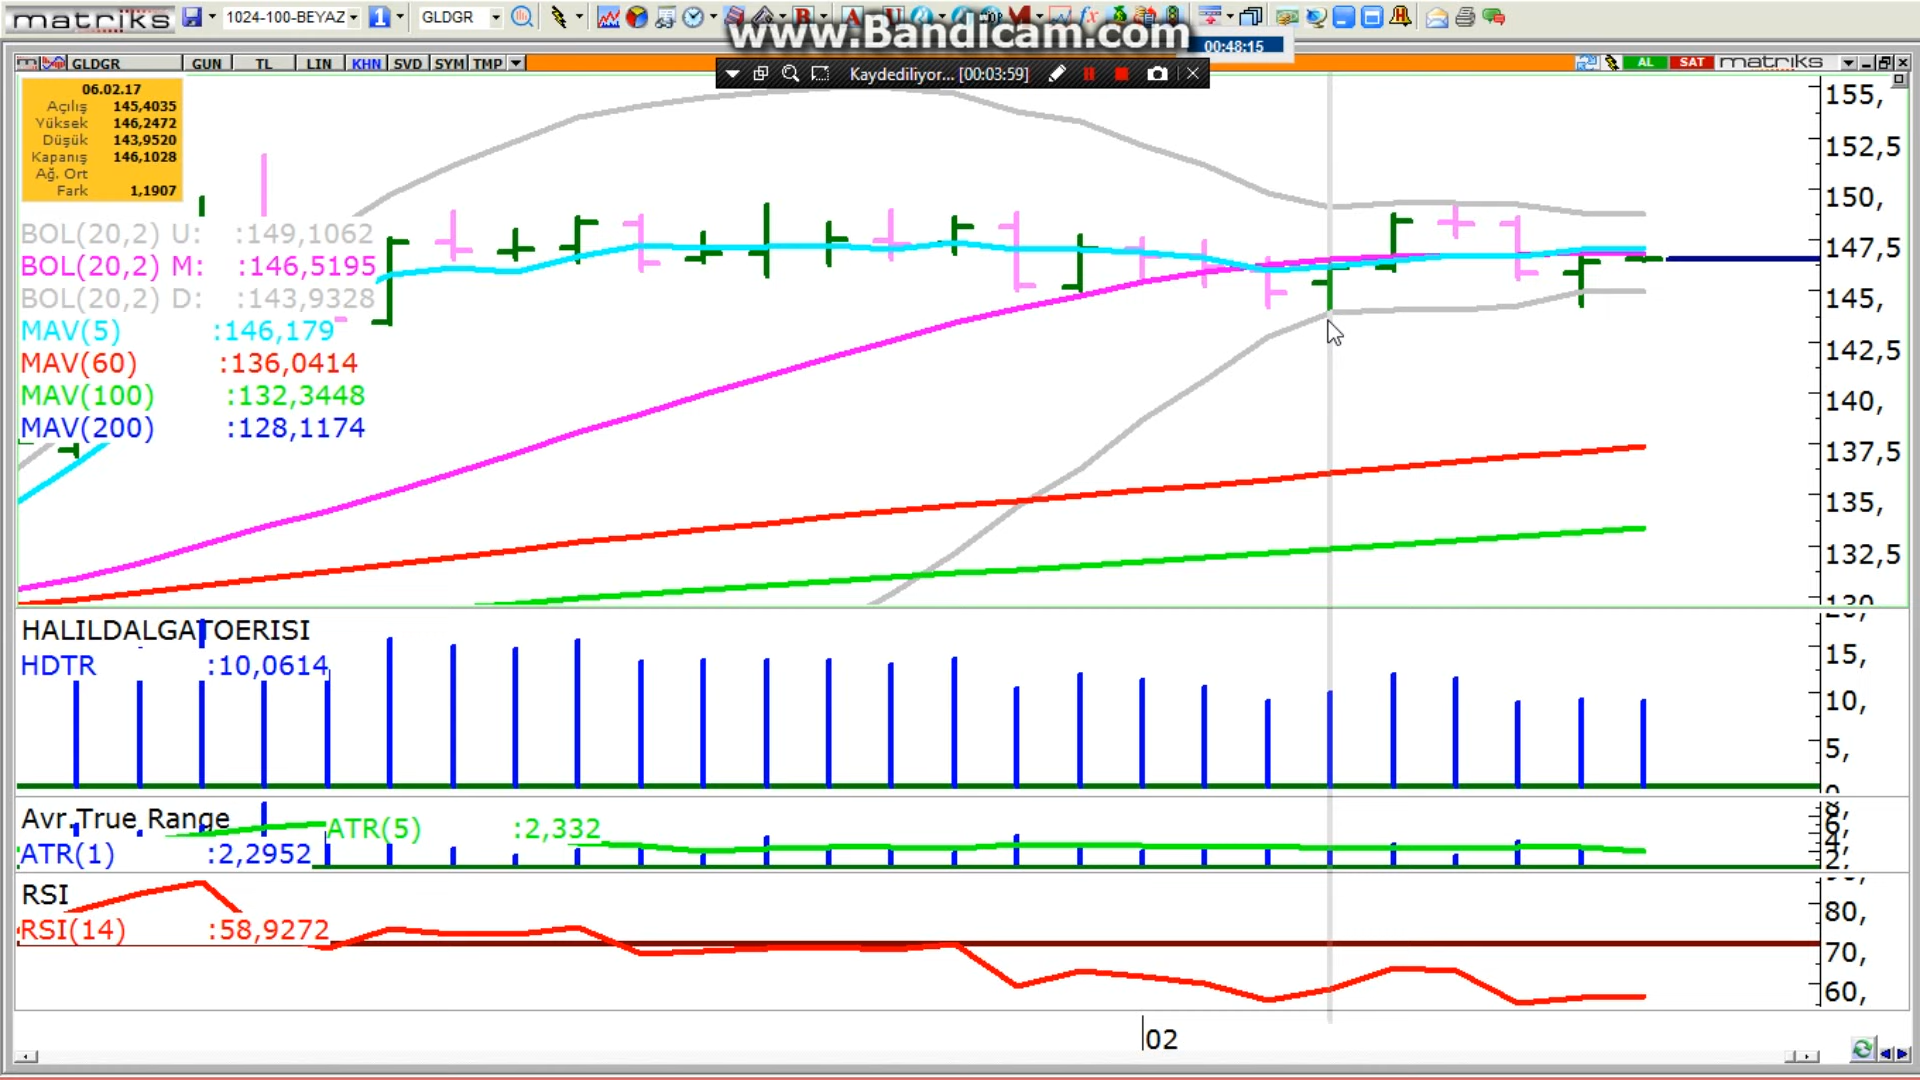 matriks 1024-100-BEYAZ 1 GLDGR
www.Bandicam.com 00:48:15
Kaydediliyor... [00:03:59]
GLDGR GUN TL LIN KHN SVD SYM TMP AL SAT matriks
06.02.17
Açılış 145,4035
Yüksek 146,2472
Düşük 143,9520
Kapanış 146,1028
Ağ. Ort
Fark 1,1907
BOL(20,2) U: :149,1062
BOL(20,2) M: :146,5195
BOL(20,2) D: :143,9328
MAV(5) :146,179
MAV(60) :136,0414
MAV(100) :132,3448
MAV(200) :128,1174
155,
152,5
150,
147,5
145,
142,5
140,
137,5
135,
132,5
130
HALILDALGATOERISI
HDTR :10,0614
15,
10,
5,
Avr.True Range
ATR(5) :2,332
ATR(1) :2,2952
RSI
RSI(14) :58,9272
80,
70,
60,
02